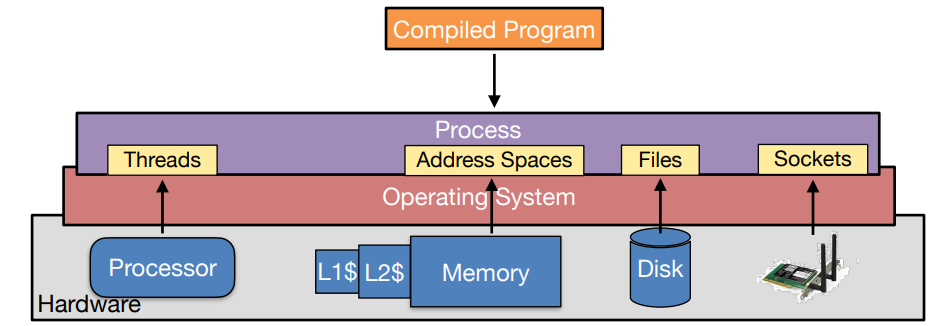 Compiled Program
Process
Threads
Address Spaces
Files
Sockets
Operating System
Processor
L1$
L2$
Memory
Disk
Hardware